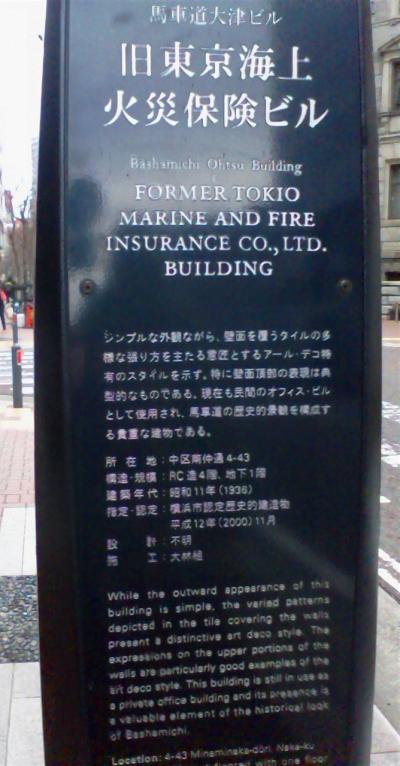 馬車道大津ビル
旧東京海上
火災保険ビル
Bashamichi Ohtsu Building
FORMER TOKIO
MARINE AND FIRE
INSURANCE CO., LTD.
BUILDING
シンプルな外観ながら、壁面を覆うタイルの多
様な張り方を主たる意匠とするアール・デコ特
有のスタイルを示す。特に壁面頂部の表現は典
型的なものである。現在も民間のオフィス・ビル
として使用され、馬車道の歴史的景観を構成す
る貴重な建物である。
所在地：中区南仲通4-43
構造・規模：RC造4階、地下1階
建築年代：昭和11年(1936)
指定・認定：横浜市認定歴史的建造物
平成12年(2000)11月
設計：不明
施工：大林組
While the outward appearance of this
building is simple, the varied patterns
depicted in the tile covering the walls
present a distinctive art deco style. The
expressions on the upper portions of the
walls are particularly good examples of the
art deco style. This building is still in use as
a private office building and its presence is
a valuable element of the historical look
of Bashamichi.
Location: 4-43 Minaminaka-dori, Naka-ku
with one floor